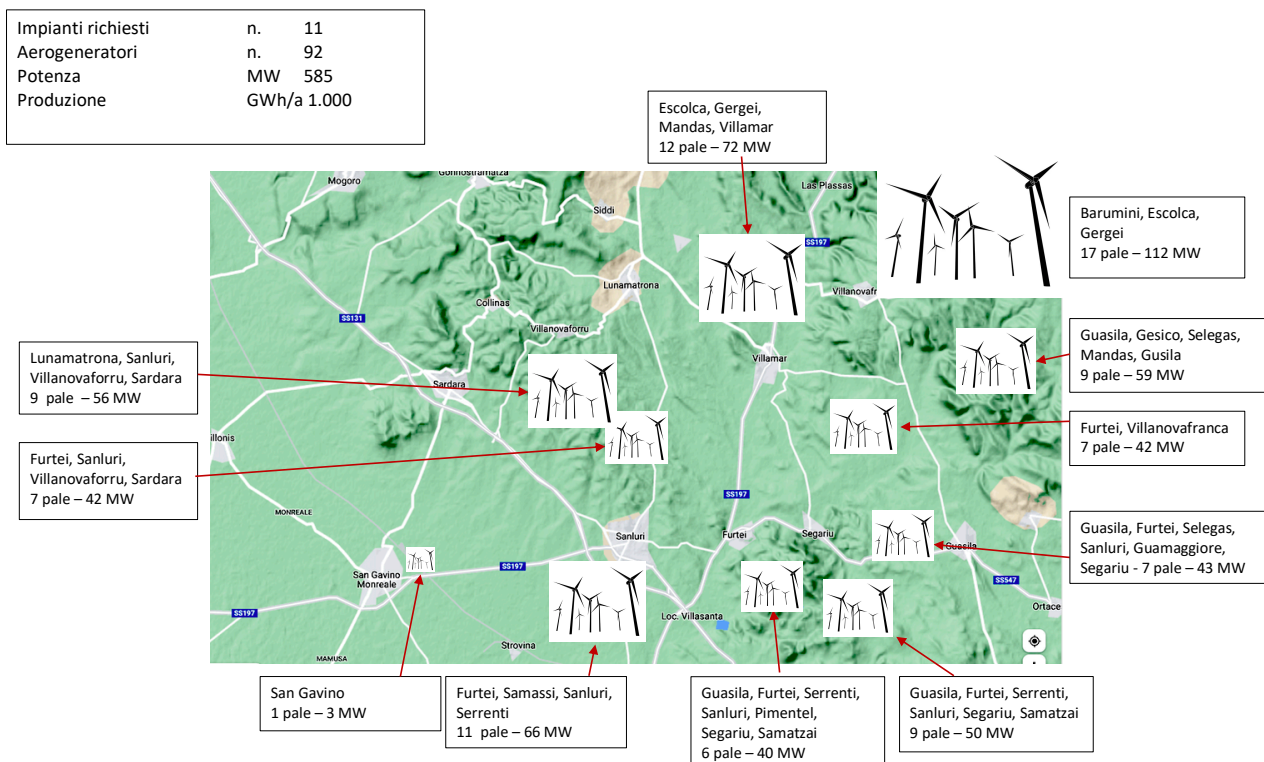 Impianti richiesti n. 11
Aerogeneratori n. 92
Potenza MW 585
Produzione GWh/a 1.000
Escolca, Gergei,
Mandas, Villamar
12 pale – 72 MW
Barumini, Escolca,
Gergei
17 pale – 112 MW
Guasila, Gesico, Selegas,
Mandas, Gusila
9 pale – 59 MW
Furtei, Villanovafranca
7 pale – 42 MW
Guasila, Furtei, Selegas,
Sanluri, Guamaggiore,
Segariu - 7 pale – 43 MW
Lunamatrona, Sanluri,
Villanovaforru, Sardara
9 pale – 56 MW
Furtei, Sanluri,
Villanovaforru, Sardara
7 pale – 42 MW
San Gavino
1 pale – 3 MW
Furtei, Samassi, Sanluri,
Serrenti
11 pale – 66 MW
Guasila, Furtei, Serrenti,
Sanluri, Pimentel,
Segariu, Samatzai
6 pale – 40 MW
Guasila, Furtei, Serrenti,
Sanluri, Segariu, Samatzai
9 pale – 50 MW
Mogoro
Gonnostramatza
Siddi
Las Plassas
SS197
Lunamatrona
Villanovafr
Collinas
SS131
Villanovaforru
Villamar
Sardara
illonis
SS197
MONREALE
Sanluri
Furtei
Segariu
Guasila
San Gavino
Monreale
SS197
SS547
SS197
Loc. Villasanta
Ortace
Strovina
MAMUSA